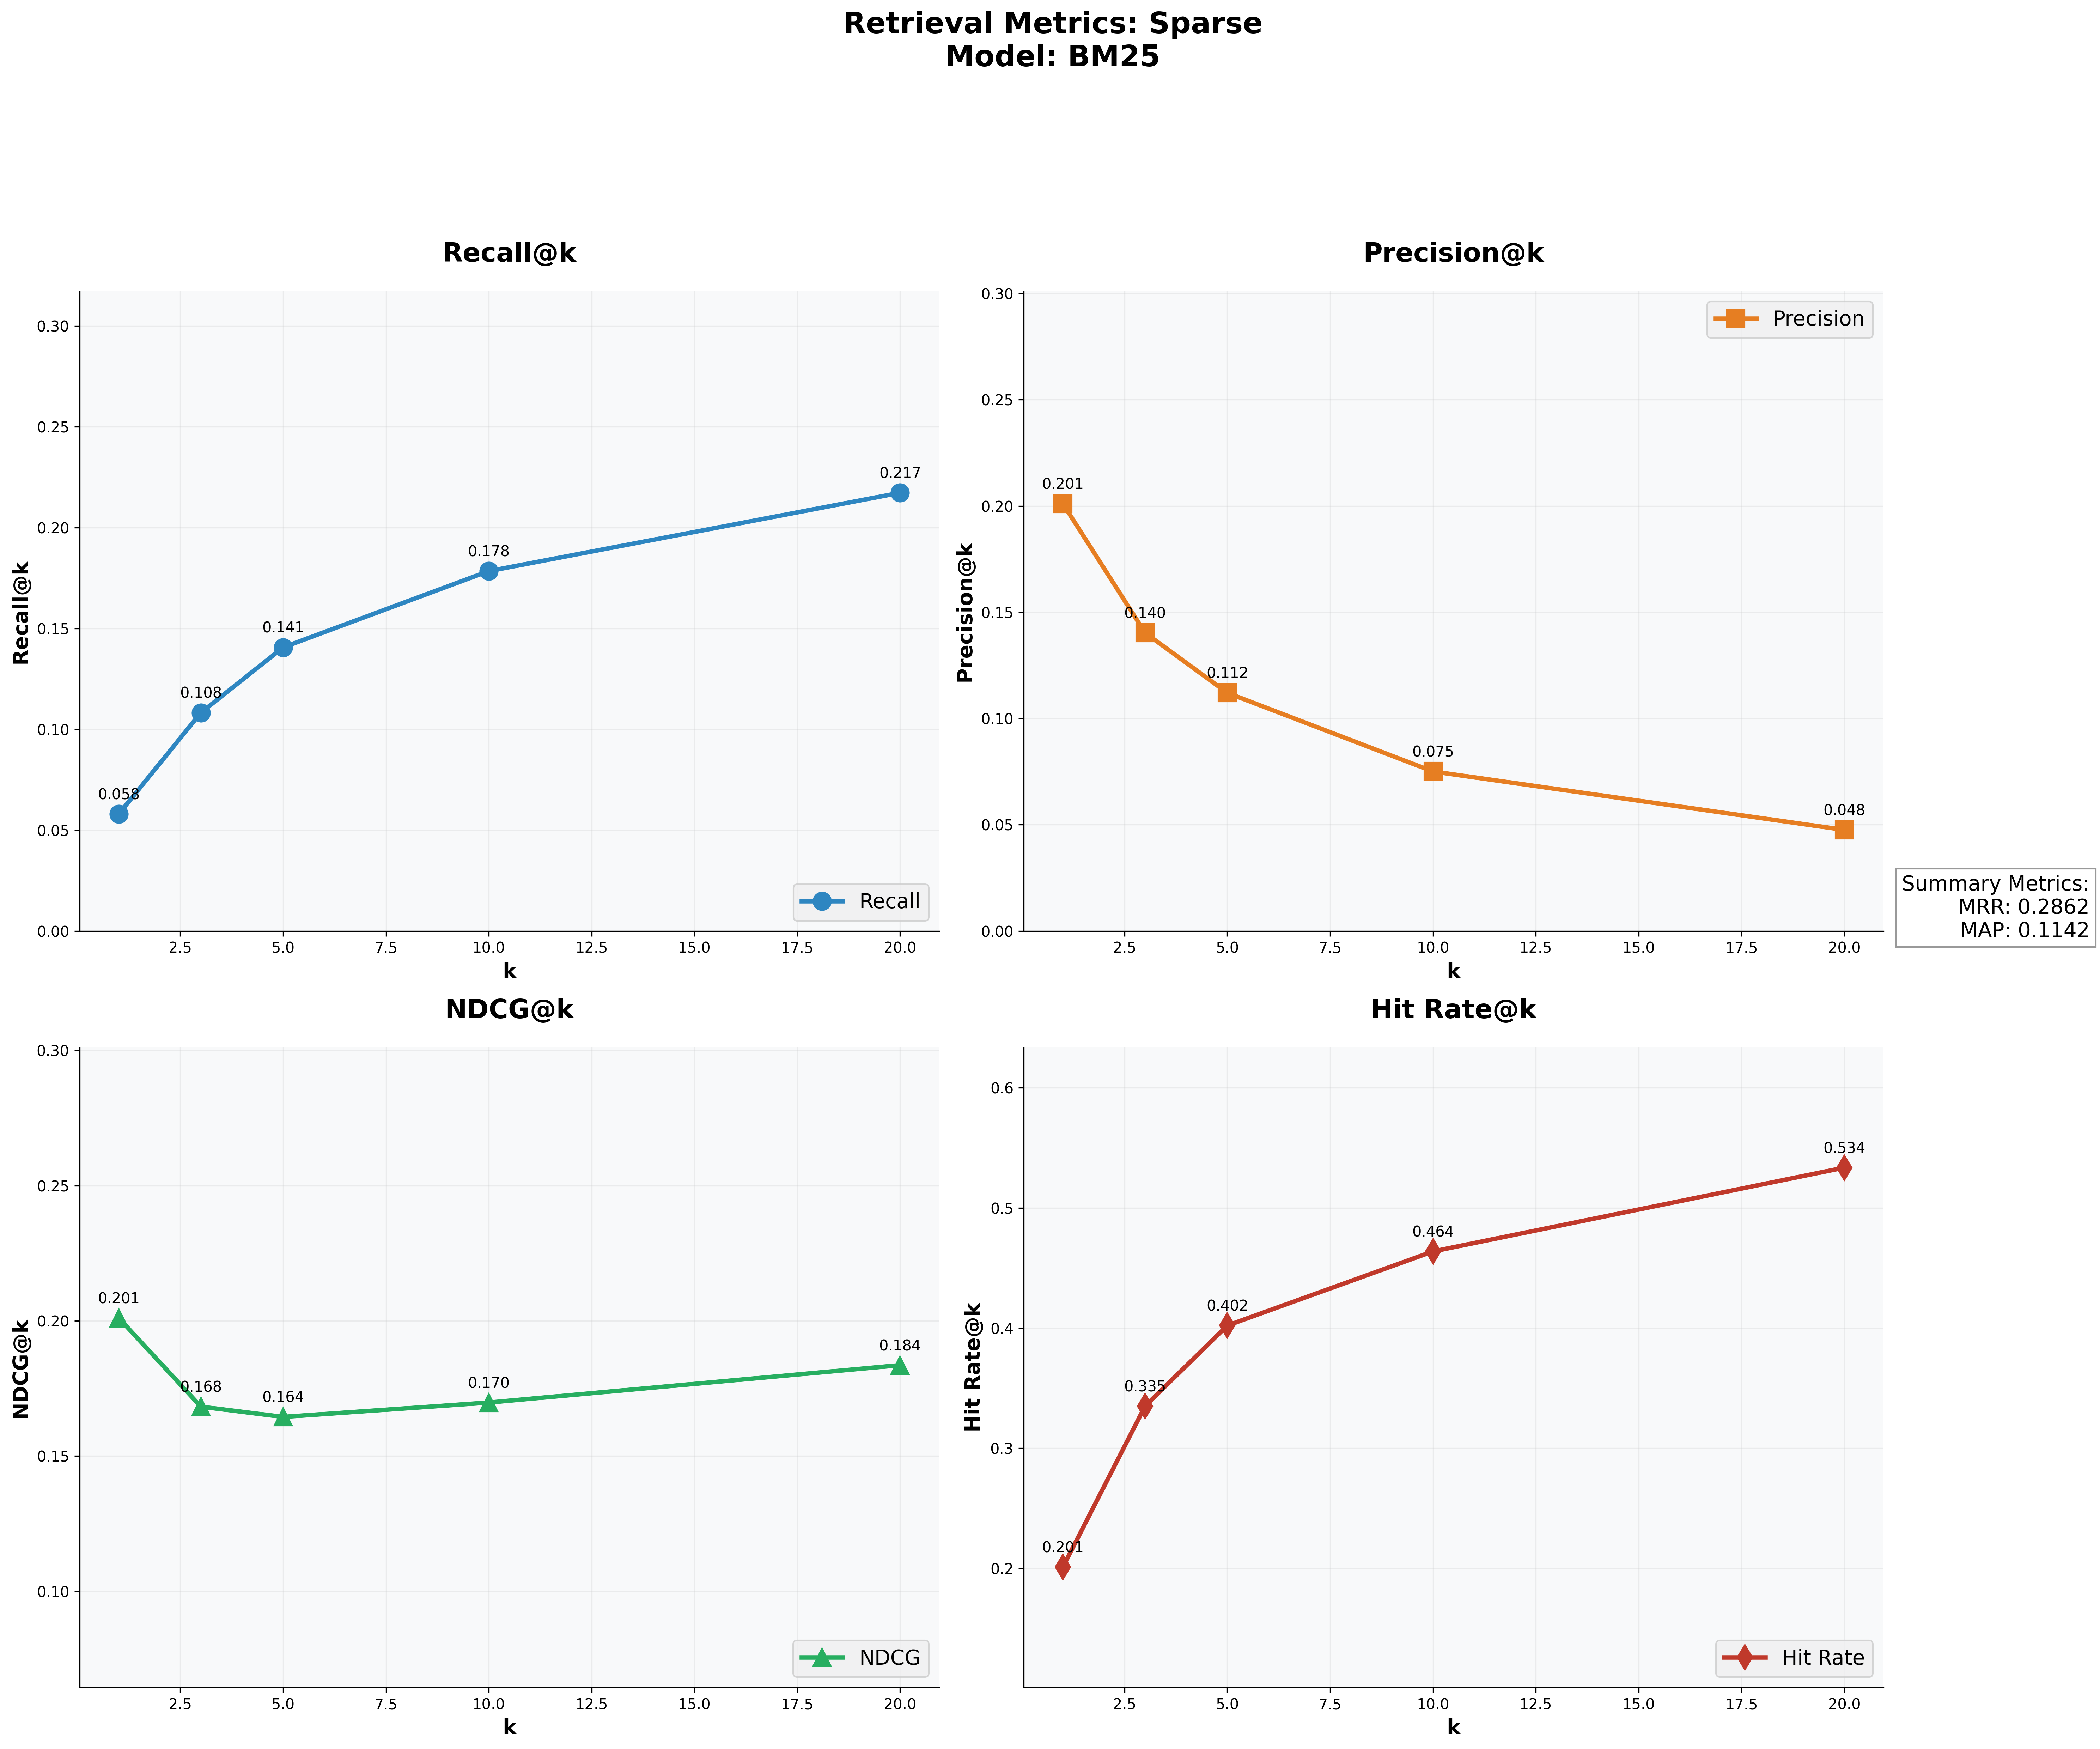 Retrieval Metrics: Sparse
Model: BM25
Recall@k
0.30
0.25
0.20
0.15
0.10
0.05
0.00
Recall@k
0.058
0.108
0.141
0.178
0.217
Recall
2.5 5.0 7.5 10.0 12.5 15.0 17.5 20.0
k
Precision@k
0.30
0.25
0.20
0.15
0.10
0.05
0.00
Precision@k
Precision
0.201
0.140
0.112
0.075
0.048
2.5 5.0 7.5 10.0 12.5 15.0 17.5 20.0
k
Summary Metrics:
MRR: 0.2862
MAP: 0.1142
NDCG@k
0.30
0.25
0.20
0.15
0.10
NDCG@k
0.201
0.168
0.164
0.170
0.184
NDCG
2.5 5.0 7.5 10.0 12.5 15.0 17.5 20.0
k
Hit Rate@k
0.6
0.5
0.4
0.3
0.2
Hit Rate@k
0.201
0.335
0.402
0.464
0.534
Hit Rate
2.5 5.0 7.5 10.0 12.5 15.0 17.5 20.0
k